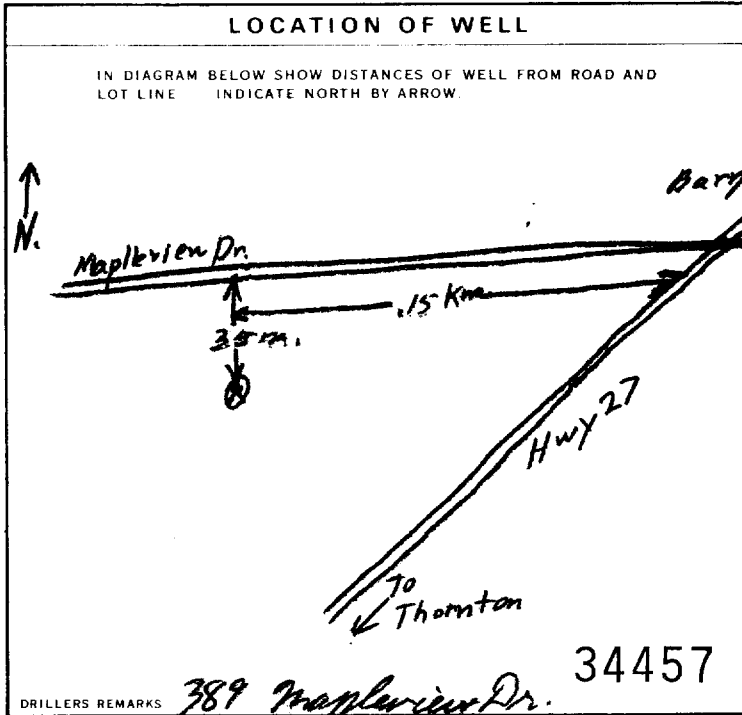 LOCATION OF WELL
IN DIAGRAM BELOW SHOW DISTANCES OF WELL FROM ROAD AND
LOT LINE INDICATE NORTH BY ARROW.
N.
Mapleview Dr.
.15 Km
35 m.
Hwy 27
To
Thornton
34457
DRILLERS REMARKS 389 Mapleview Dr.